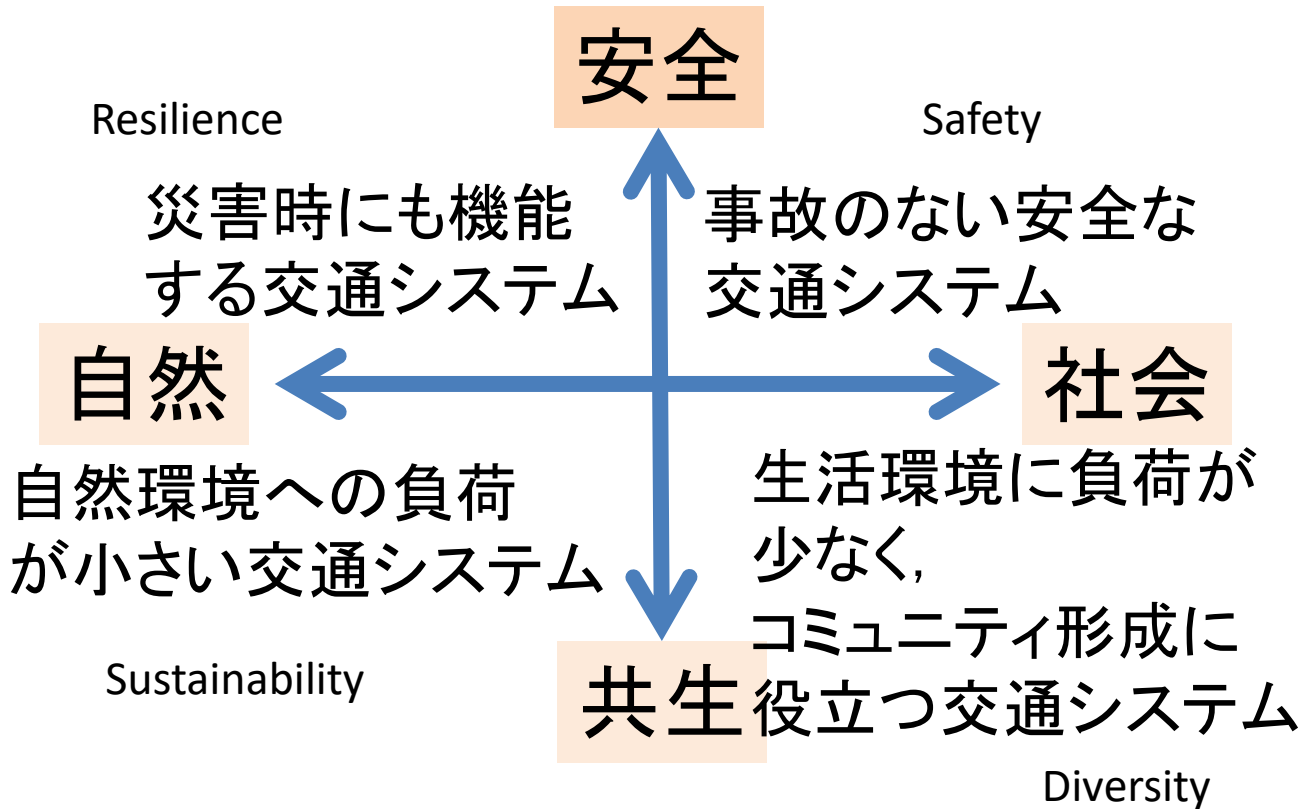 安全
Resilience
Safety
災害時にも機能
する交通システム
事故のない安全な
交通システム
自然
社会
自然環境への負荷
が小さい交通システム
生活環境に負荷が
少なく,
コミュニティ形成に
役立つ交通システム
Sustainability
共生
Diversity